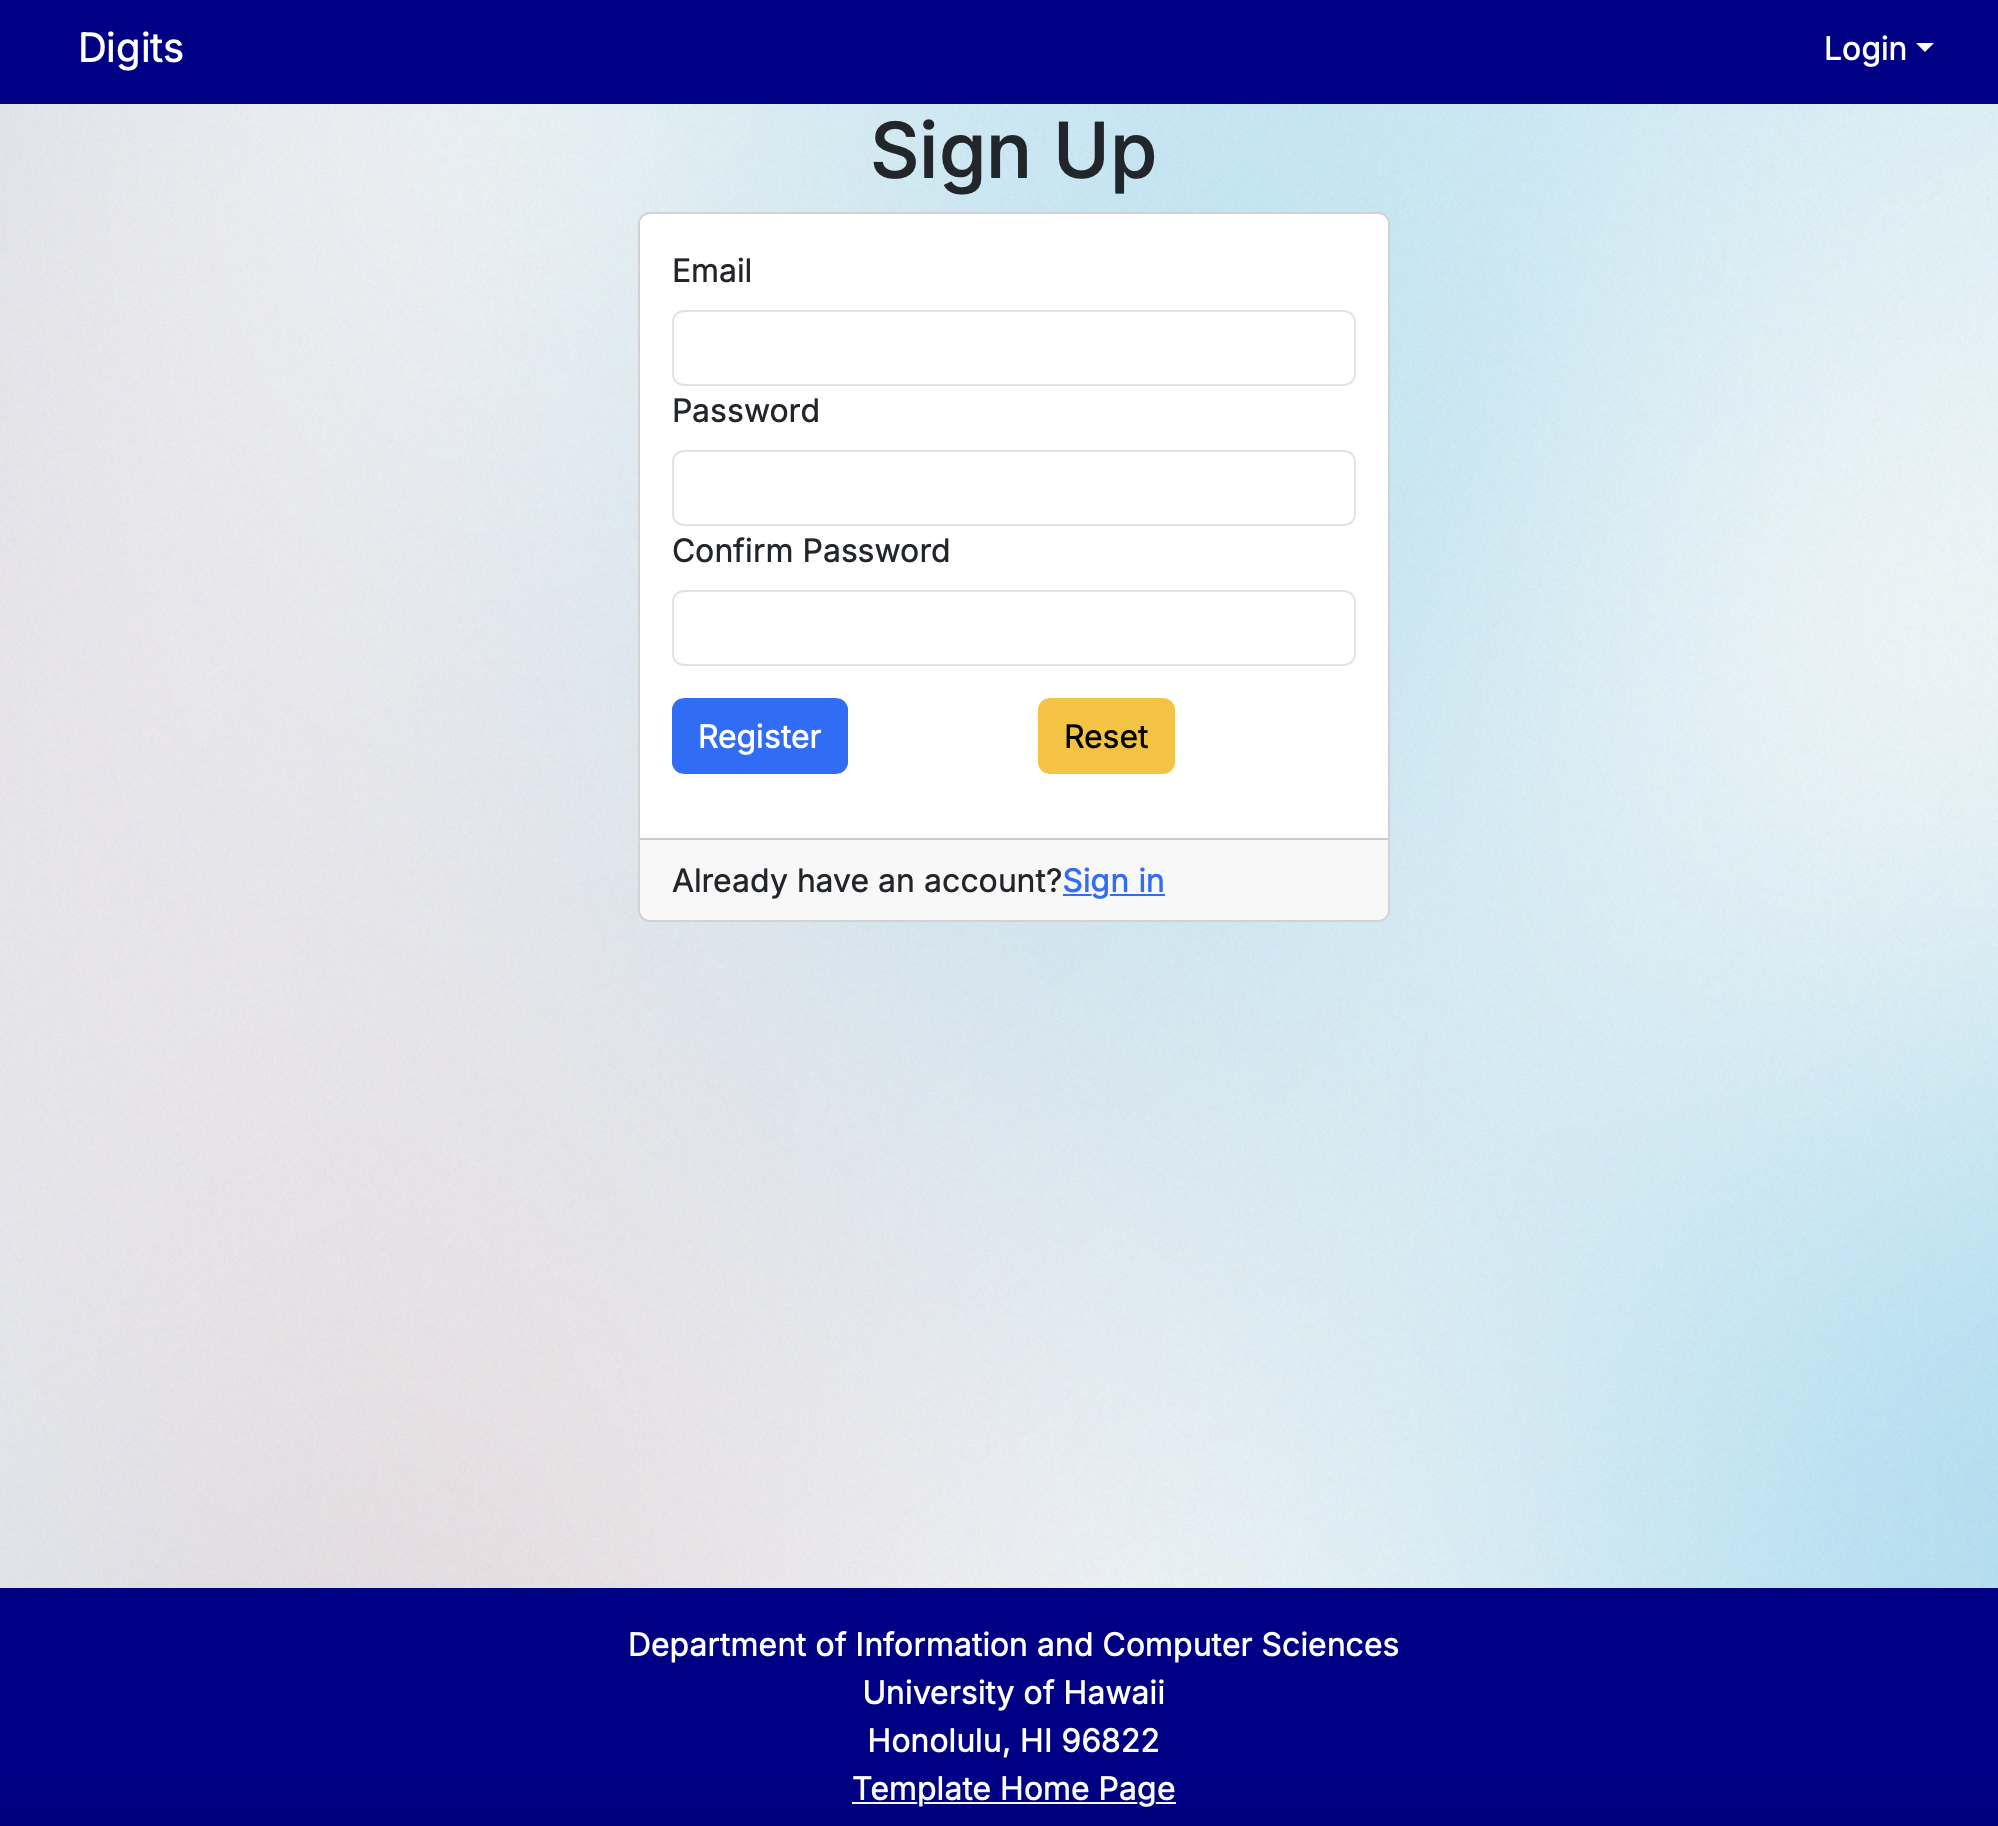 Digits
Login
Sign Up
Email
Password
Confirm Password
Register
Reset
Already have an account?Sign in
Department of Information and Computer Sciences
University of Hawaii
Honolulu, HI 96822
Template Home Page